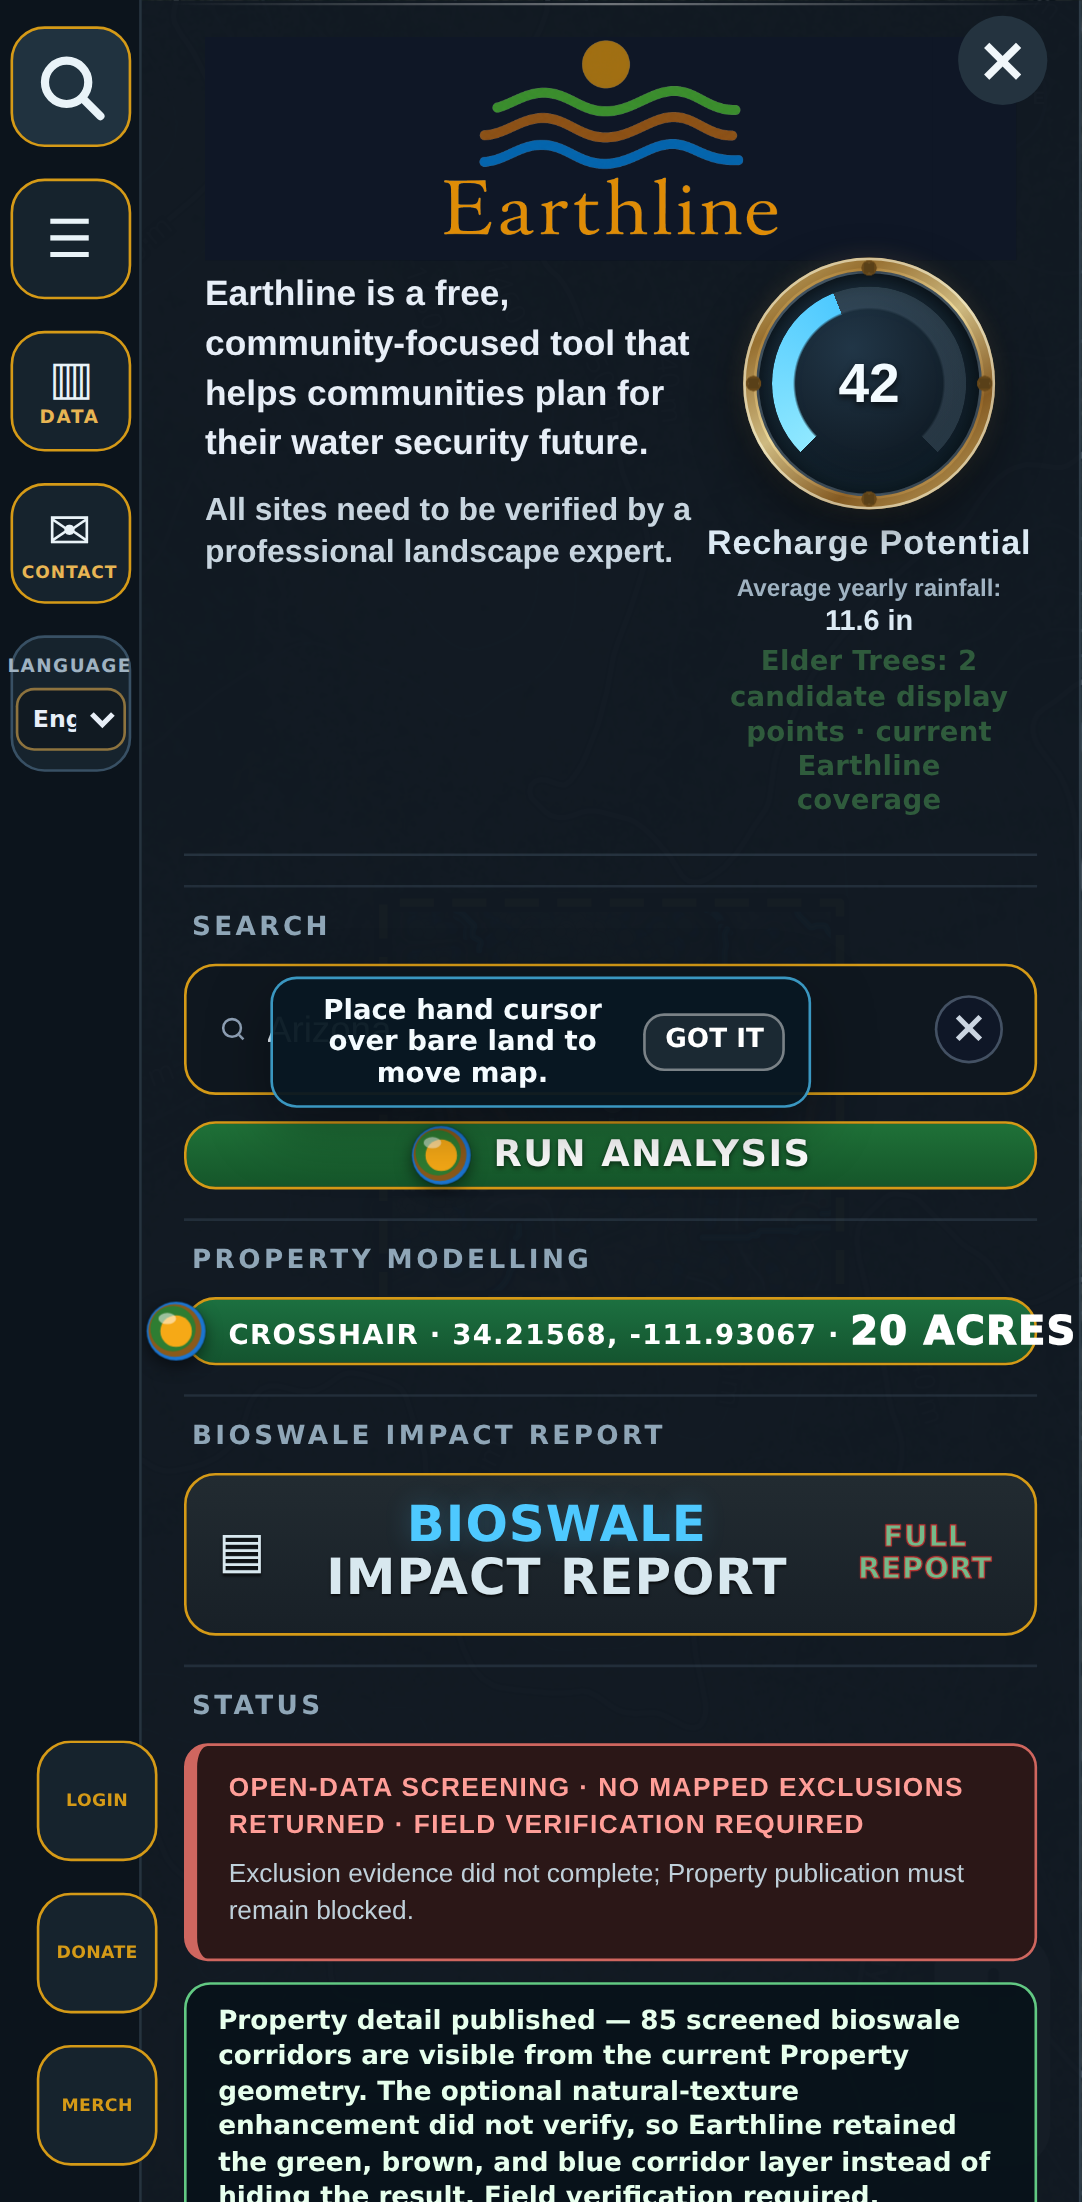 Earthline
Earthline is a free,
community-focused tool that
helps communities plan for
their water security future.
All sites need to be verified by a
professional landscape expert.
42
Recharge Potential
Average yearly rainfall:
11.6 in
Elder Trees: 2
candidate display
points · current
Earthline
coverage
DATA
CONTACT
LANGUAGE
Eng
SEARCH
Arizona
Place hand cursor
over bare land to
move map.
GOT IT
RUN ANALYSIS
PROPERTY MODELLING
CROSSHAIR · 34.21568, -111.93067 · 20 ACRES
BIOSWALE IMPACT REPORT
BIOSWALE
IMPACT REPORT
FULL
REPORT
STATUS
OPEN-DATA SCREENING · NO MAPPED EXCLUSIONS
RETURNED · FIELD VERIFICATION REQUIRED
Exclusion evidence did not complete; Property publication must
remain blocked.
LOGIN
DONATE
MERCH
Property detail published — 85 screened bioswale
corridors are visible from the current Property
geometry. The optional natural-texture
enhancement did not verify, so Earthline retained
the green, brown, and blue corridor layer instead of
hiding the result. Field verification required.